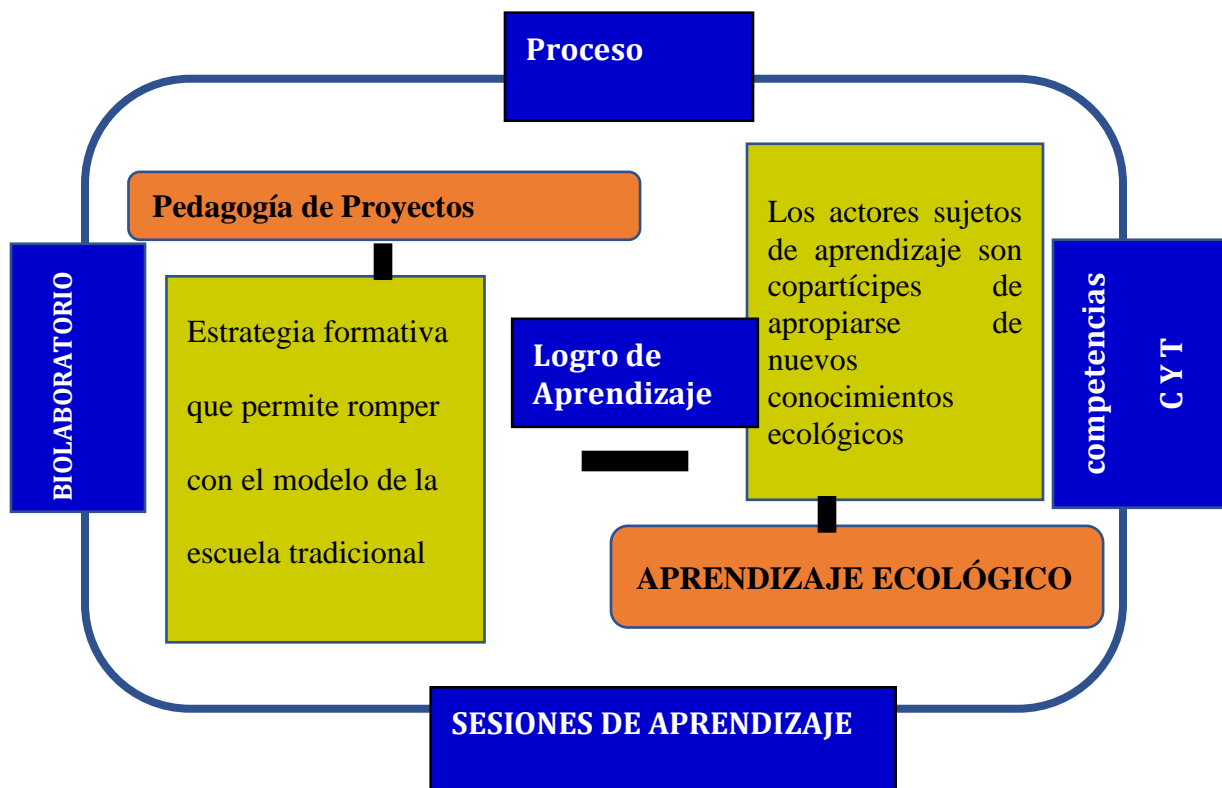 Proceso
Pedagogía de Proyectos
BIOLABORATORIO
Estrategia formativa
que permite romper
con el modelo de la
escuela tradicional
Logro de
Aprendizaje
Los actores sujetos
de aprendizaje son
copartícipes de
apropiarse de
nuevos
conocimientos
ecológicos
competencias
C Y T
APRENDIZAJE ECOLÓGICO
SESIONES DE APRENDIZAJE